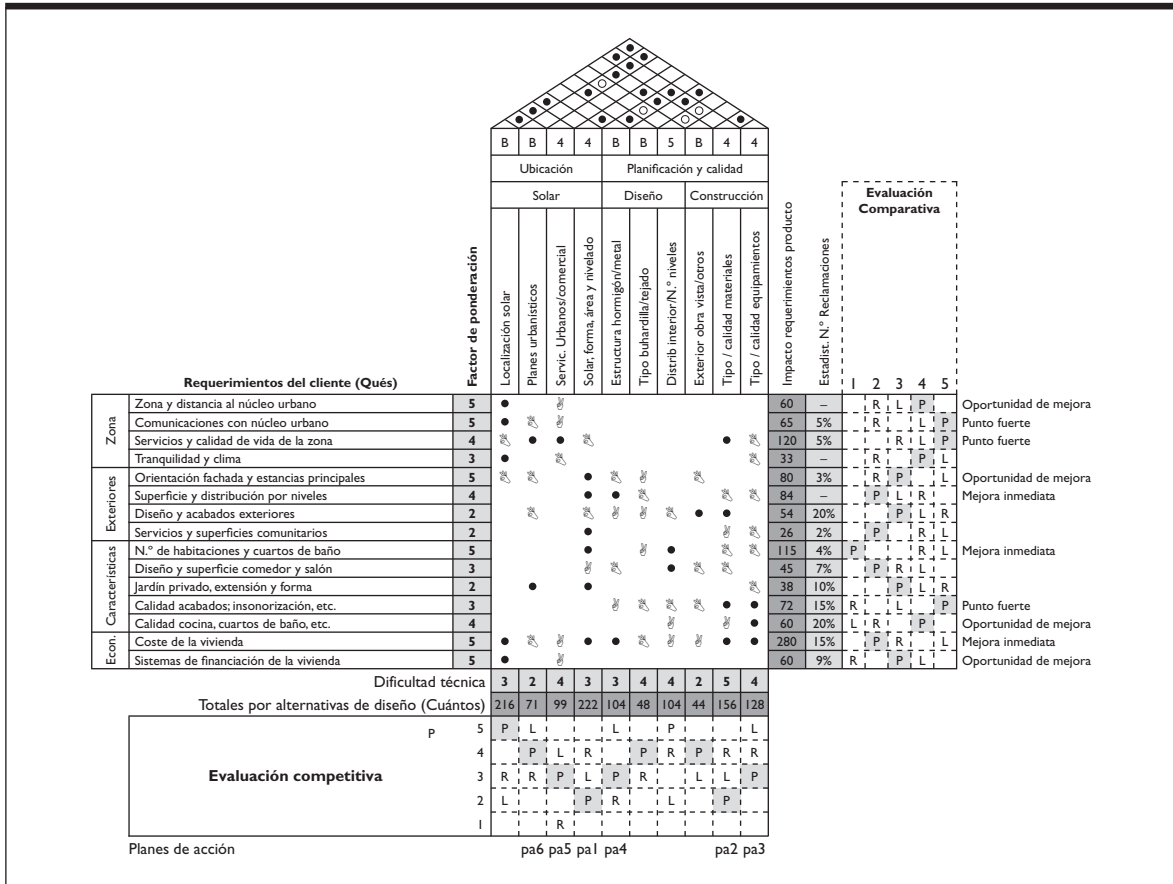 B B 4 4 B B 5 B 4 4
Ubicación Planificación y calidad
Solar Diseño Construcción
Evaluación
Comparativa
Requerimientos del cliente (Qués)
Factor de ponderación
Localización solar
Planes urbanísticos
Servic. Urbanos/comercial
Solar, forma, área y nivelado
Estructura hormigón/metal
Tipo buhardilla/tejado
Distrib interior/N.º niveles
Exterior obra vista/otros
Tipo / calidad materiales
Tipo / calidad equipamientos
Impacto requerimientos producto
Estadist. N.º Reclamaciones
1 2 3 4 5
Zona
Zona y distancia al núcleo urbano 5 60 – R L P Oportunidad de mejora
Comunicaciones con núcleo urbano 5 65 5% R L P Punto fuerte
Servicios y calidad de vida de la zona 4 120 5% R L P Punto fuerte
Tranquilidad y clima 3 33 – R P L
Exteriores
Orientación fachada y estancias principales 5 80 3% R P L Oportunidad de mejora
Superficie y distribución por niveles 4 84 – P L R Mejora inmediata
Diseño y acabados exteriores 2 54 20% P L R
Servicios y superficies comunitarios 2 26 2% P R L
Características
N.º de habitaciones y cuartos de baño 5 115 4% P R L Mejora inmediata
Diseño y superficie comedor y salón 3 45 7% P R L
Jardín privado, extensión y forma 2 38 10% P L R
Calidad acabados; insonorización, etc. 3 72 15% R L P Punto fuerte
Calidad cocina, cuartos de baño, etc. 4 60 20% L R P Oportunidad de mejora
Econ.
Coste de la vivienda 5 280 15% P R L Mejora inmediata
Sistemas de financiación de la vivienda 5 60 9% R P L Oportunidad de mejora
Dificultad técnica 3 2 4 3 3 4 4 2 5 4
Totales por alternativas de diseño (Cuántos) 216 71 99 222 104 48 104 44 156 128
P 5 P L L P L
4 P L R P R P R R
Evaluación competitiva 3 R R P L P R L L P
2 L P R L P
1 R
Planes de acción pa6 pa5 pa1 pa4 pa2 pa3